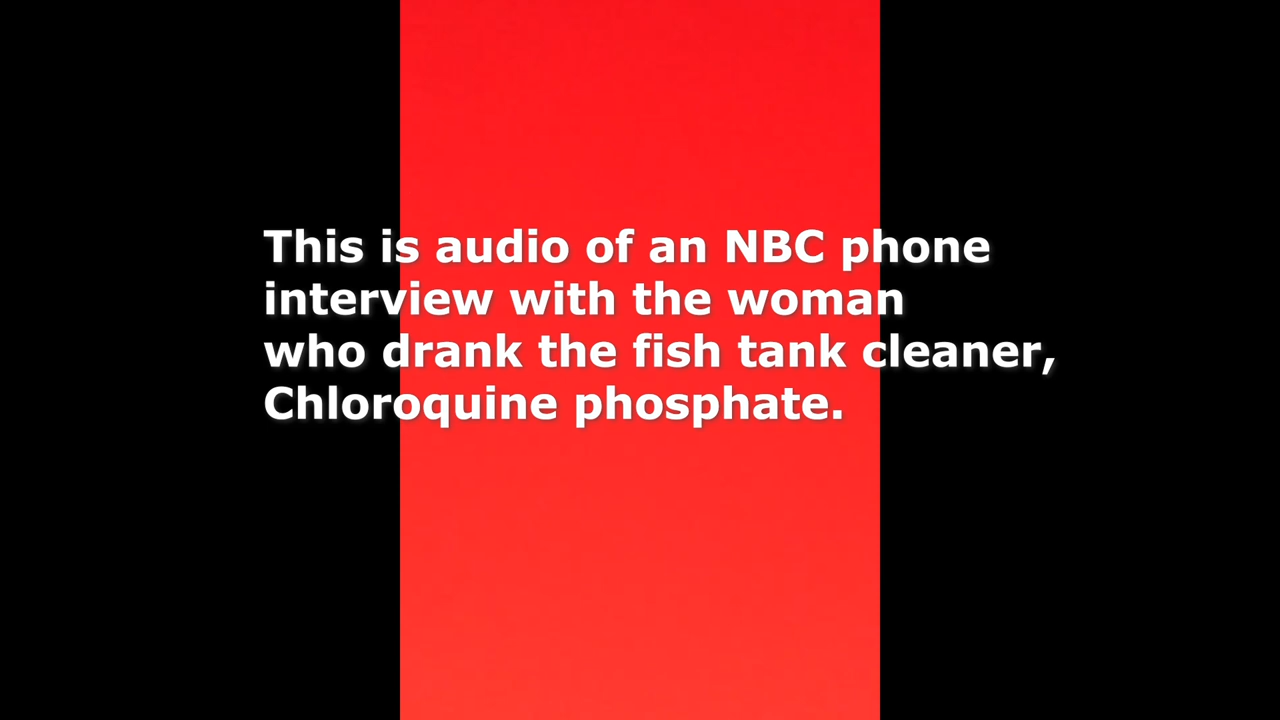 This is audio of an NBC phone
interview with the woman
who drank the fish tank cleaner,
Chloroquine phosphate.